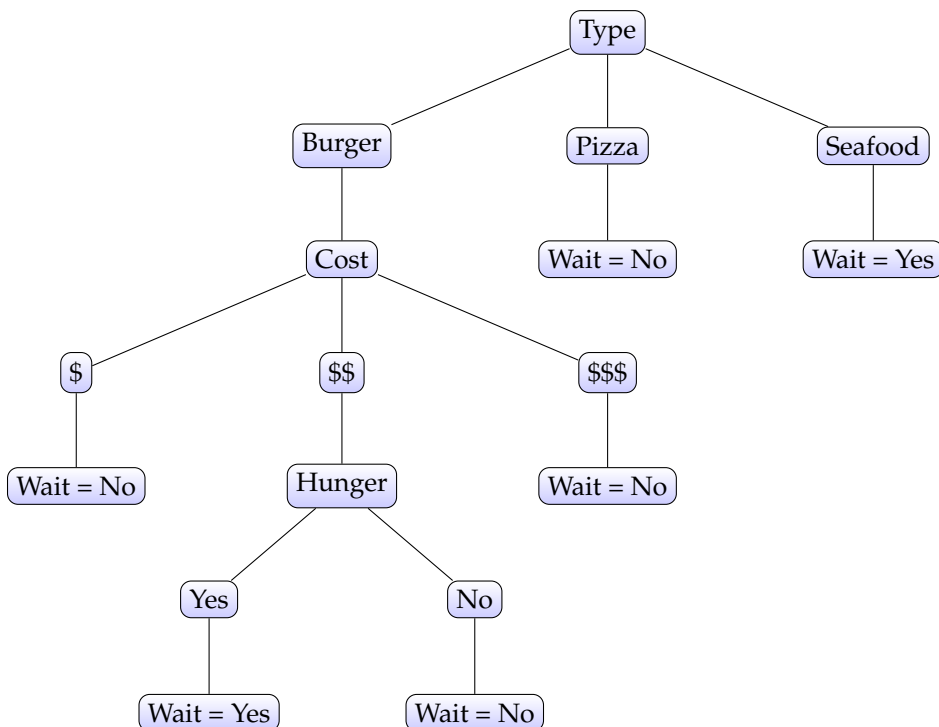 Type
Burger
Pizza
Seafood
Cost
Wait = No
Wait = Yes
$
$$
$$$
Wait = No
Hunger
Wait = No
Yes
No
Wait = Yes
Wait = No